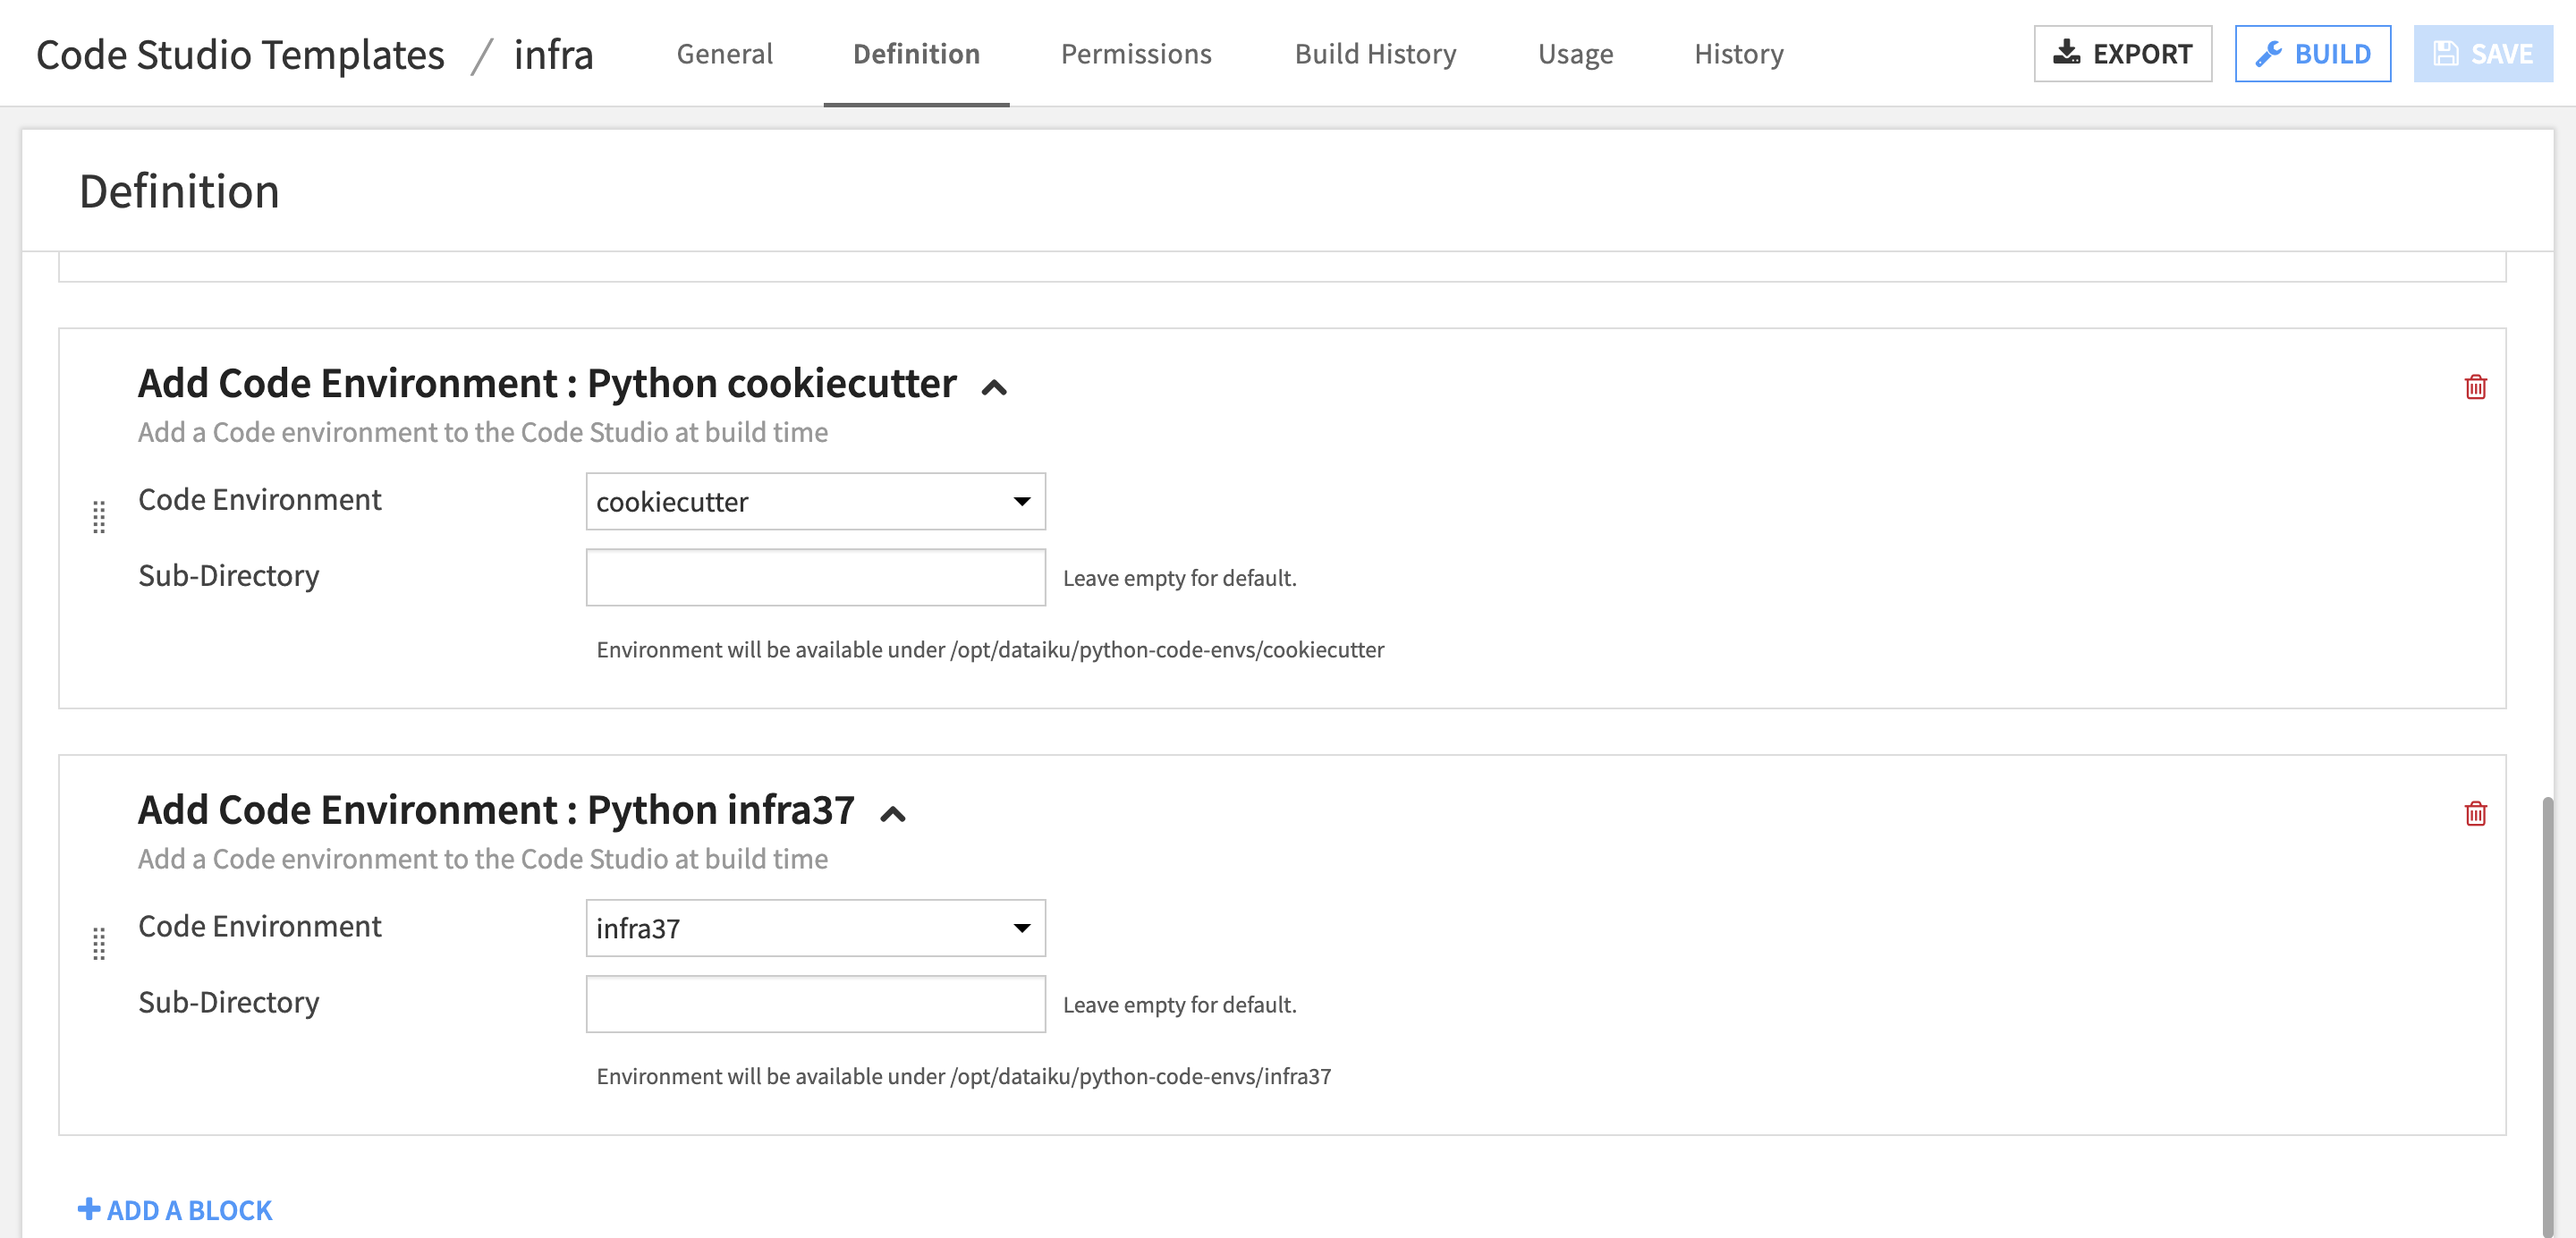 Code Studio Templates / infra General Definition Permissions Build History Usage History EXPORT BUILD SAVE
Definition
Add Code Environment : Python cookiecutter
Add a Code environment to the Code Studio at build time
Code Environment cookiecutter
Sub-Directory Leave empty for default.
Environment will be available under /opt/dataiku/python-code-envs/cookiecutter
Add Code Environment : Python infra37
Add a Code environment to the Code Studio at build time
Code Environment infra37
Sub-Directory Leave empty for default.
Environment will be available under /opt/dataiku/python-code-envs/infra37
+ ADD A BLOCK